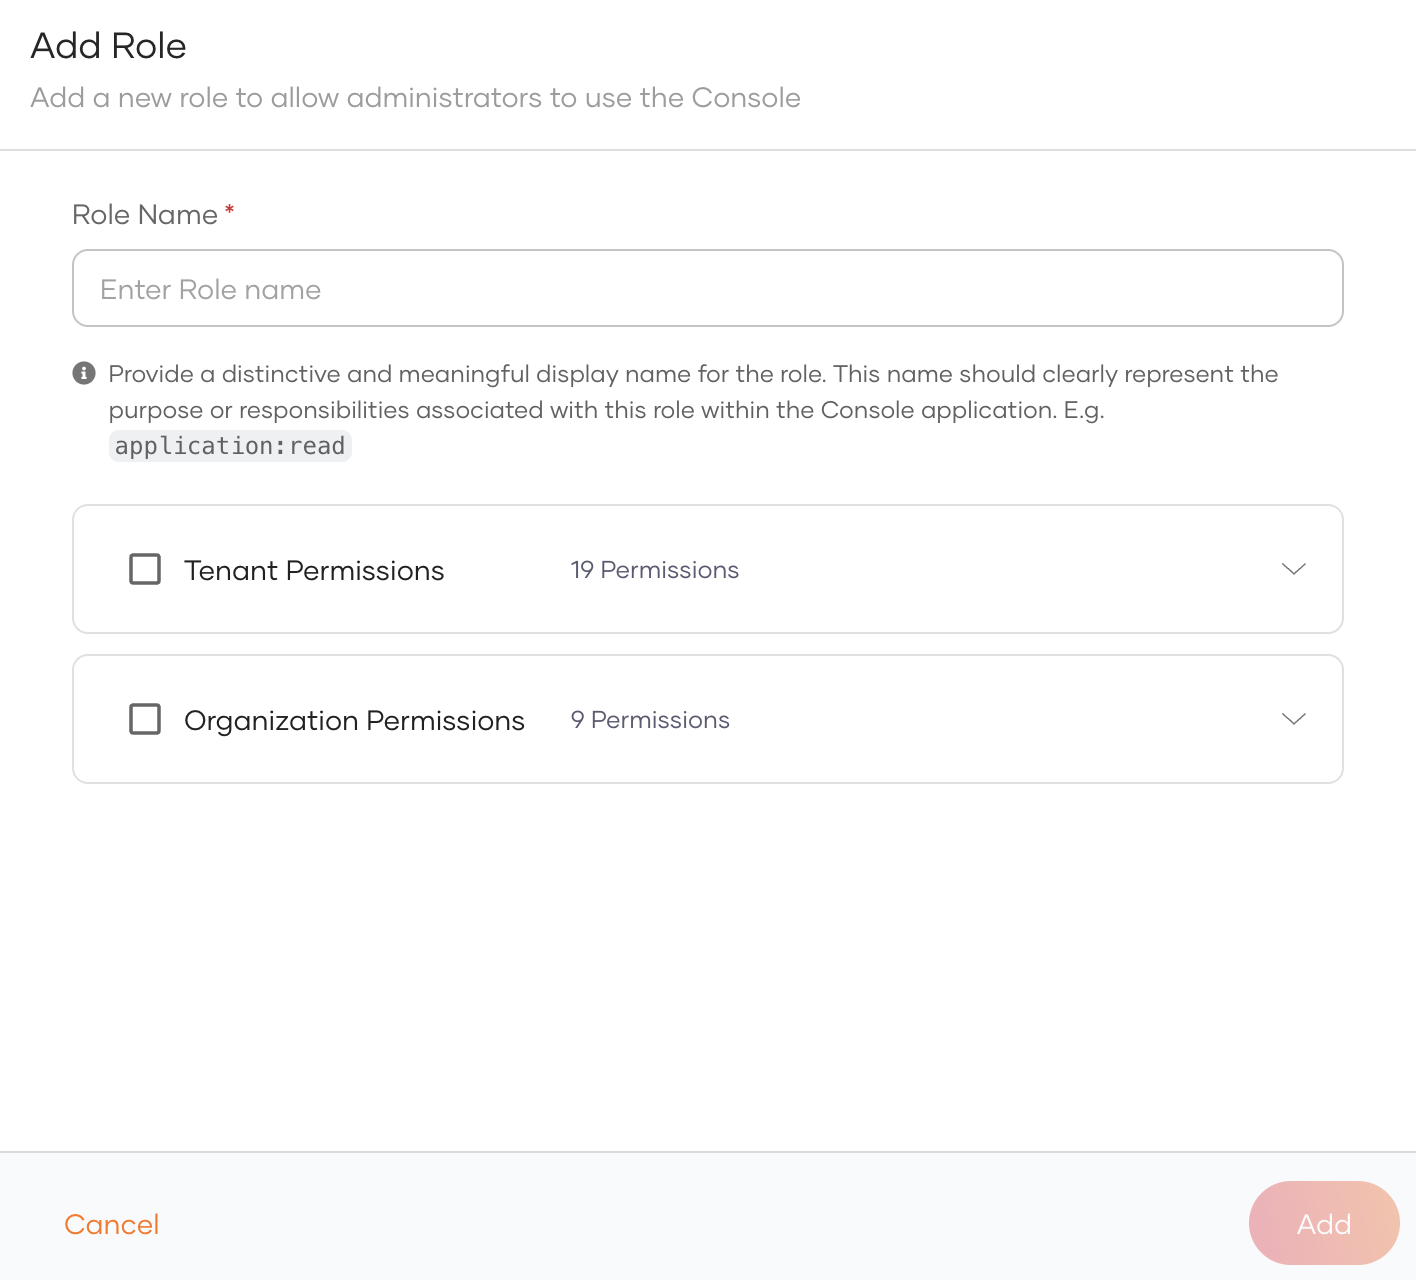 Add Role
Add a new role to allow administrators to use the Console
Role Name *
Enter Role name
Provide a distinctive and meaningful display name for the role. This name should clearly represent the
purpose or responsibilities associated with this role within the Console application. E.g.
application:read
Tenant Permissions 19 Permissions
Organization Permissions 9 Permissions
Cancel Add